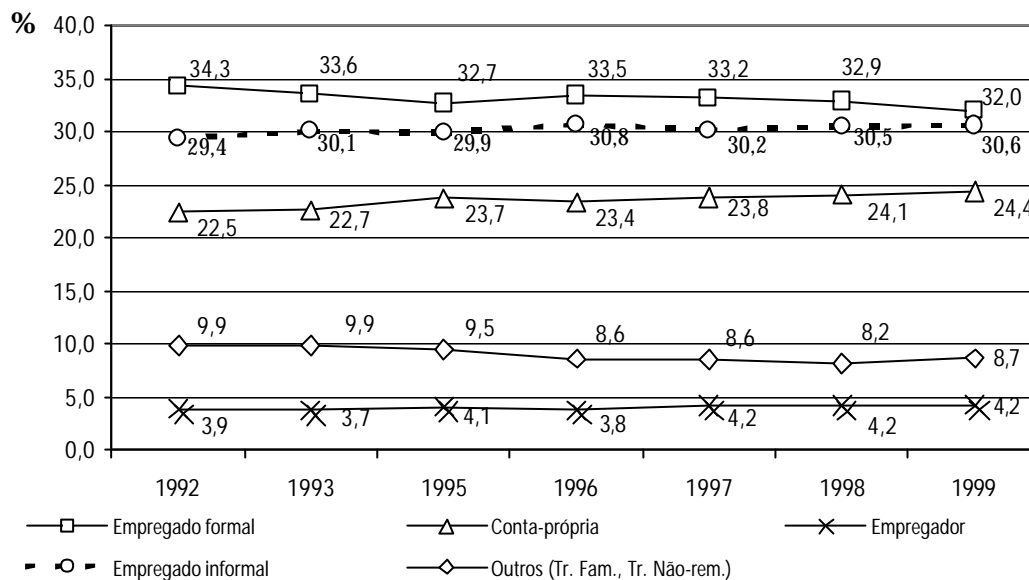 %
40,0
35,0
30,0
25,0
20,0
15,0
10,0
5,0
0,0
34,3 33,6 32,7 33,5 33,2 32,9 32,0
29,4 30,1 29,9 30,8 30,2 30,5 30,6
22,5 22,7 23,7 23,4 23,8 24,1 24,4
9,9 9,9 9,5 8,6 8,6 8,2 8,7
3,9 3,7 4,1 3,8 4,2 4,2 4,2
1992 1993 1995 1996 1997 1998 1999
Empregado formal Conta-própria Empregador
Empregado informal Outros (Tr. Fam., Tr. Não-rem.)